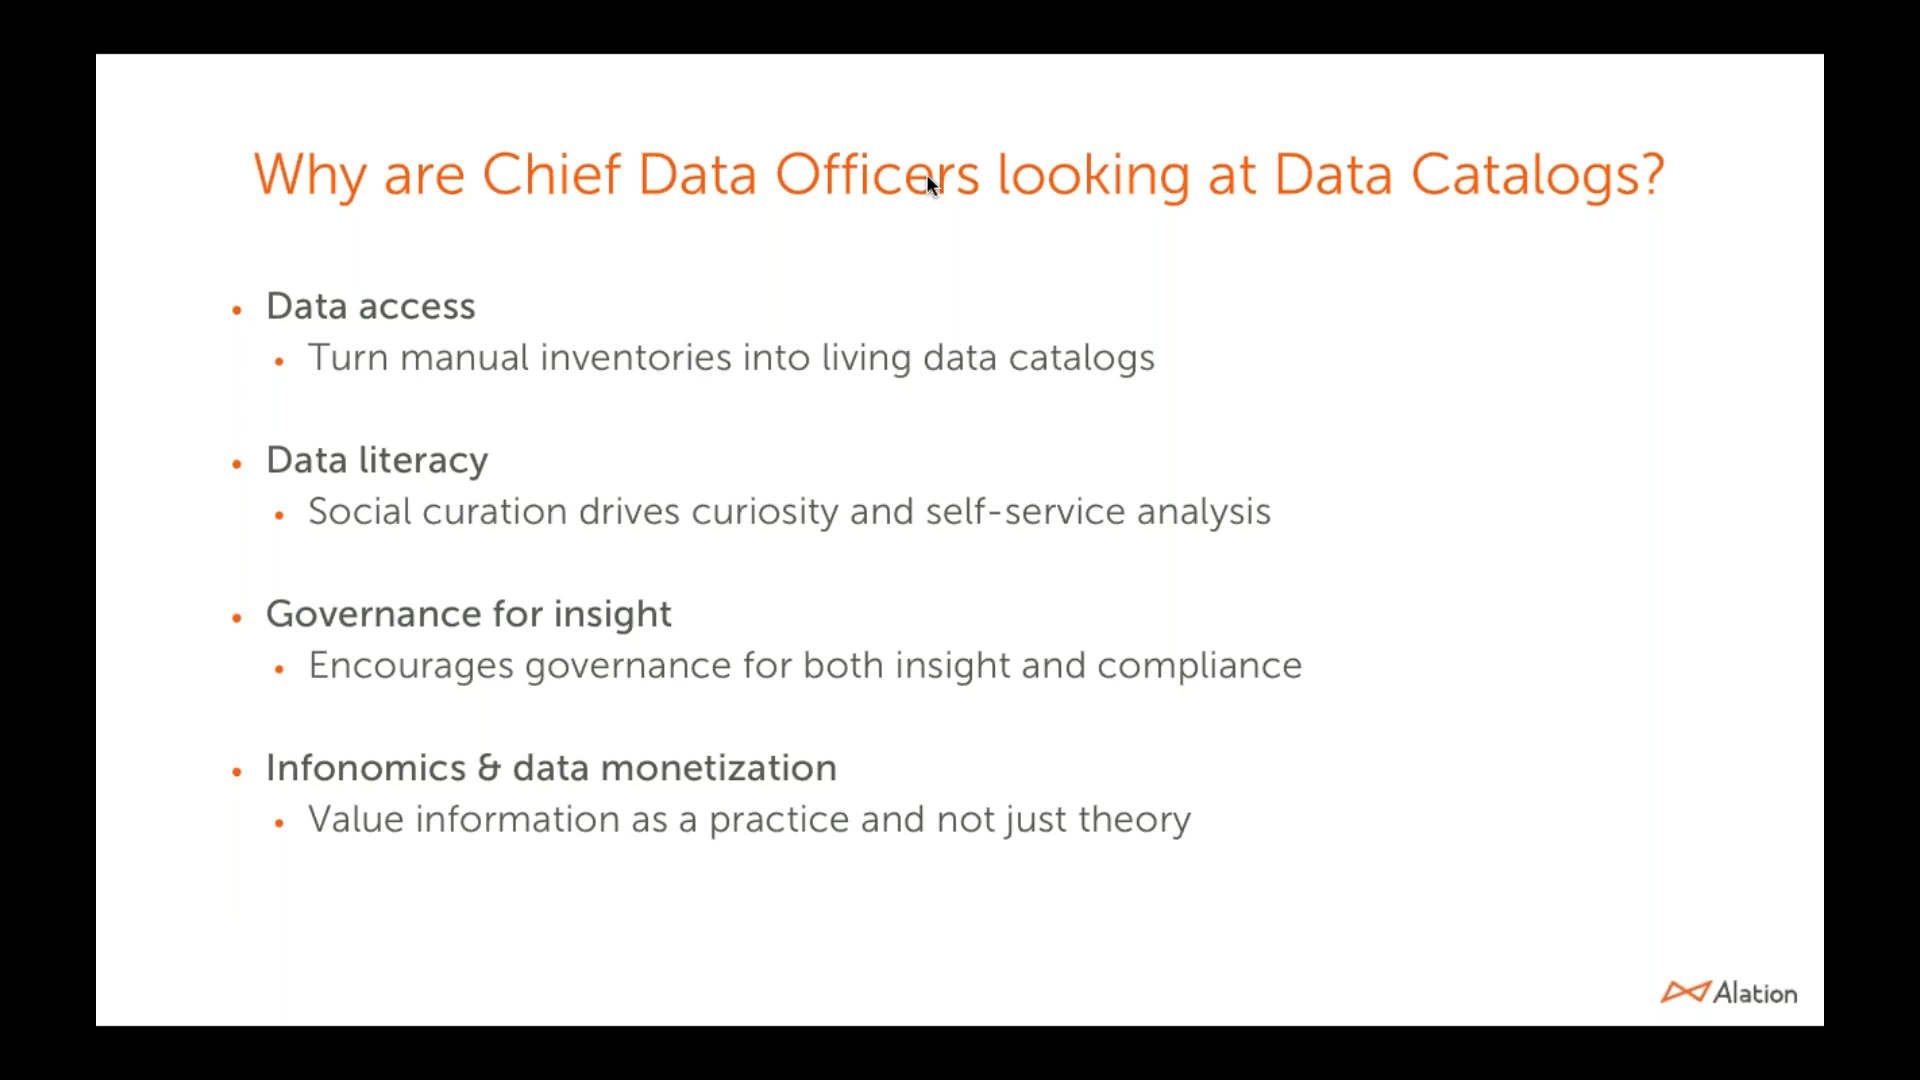 Why are Chief Data Officers looking at Data Catalogs?
• Data access
• Turn manual inventories into living data catalogs
• Data literacy
• Social curation drives curiosity and self-service analysis
• Governance for insight
• Encourages governance for both insight and compliance
• Infonomics & data monetization
• Value information as a practice and not just theory
Alation